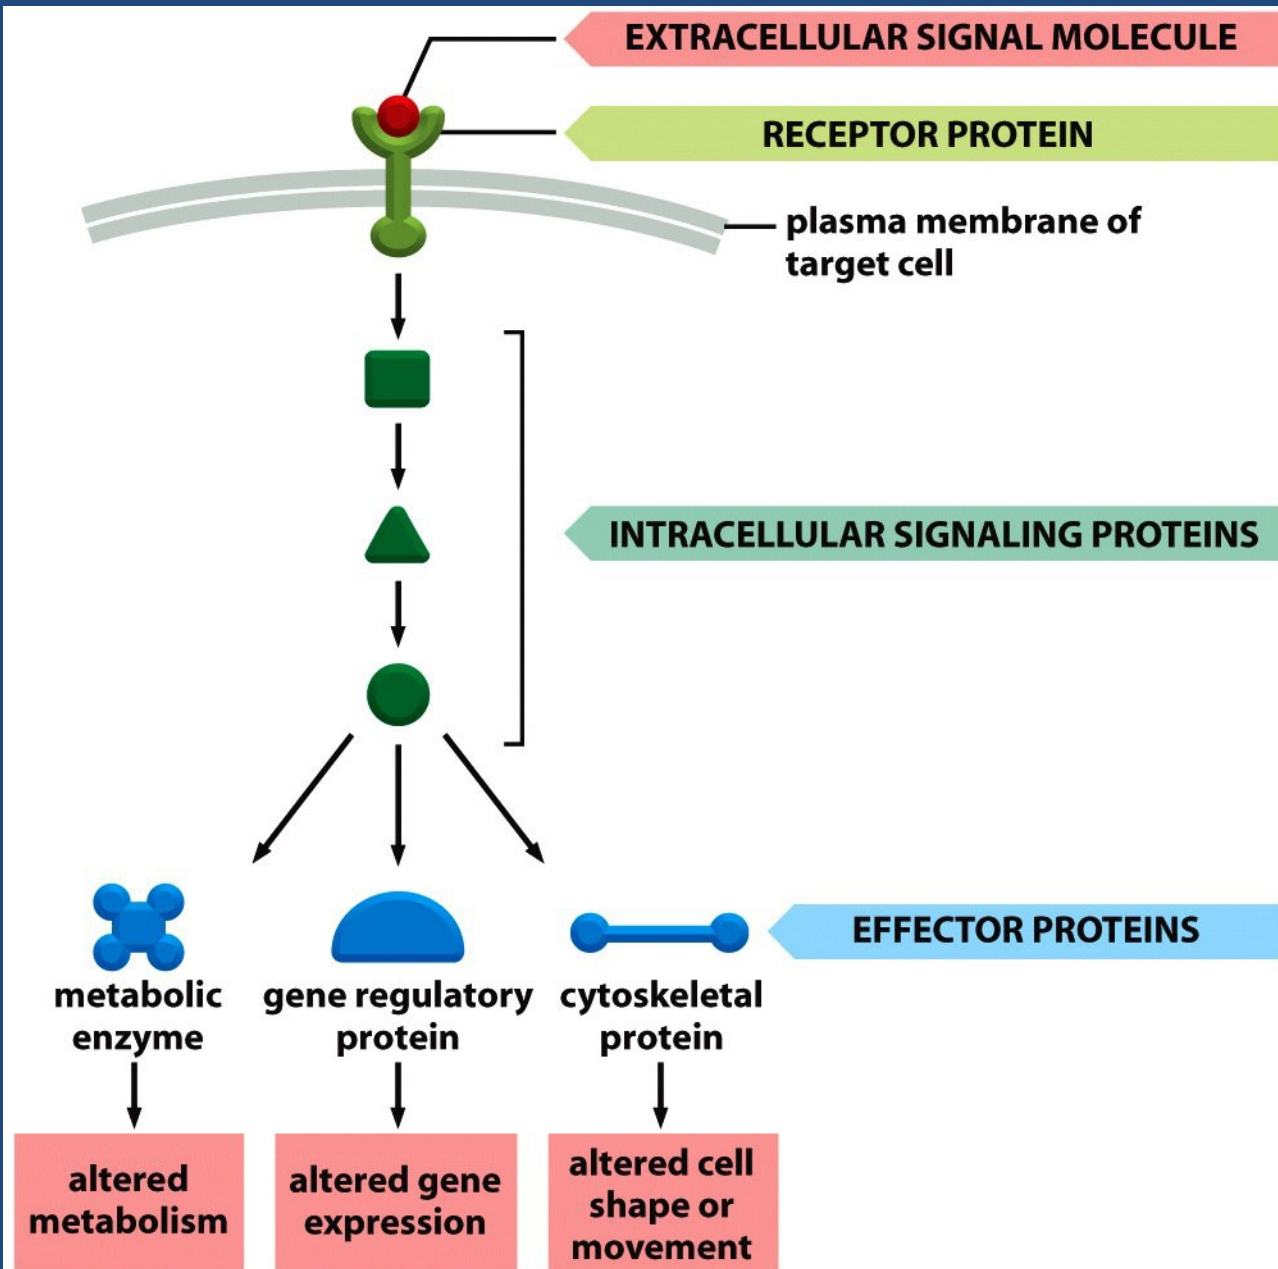 EXTRACELLULAR SIGNAL MOLECULE
RECEPTOR PROTEIN
plasma membrane of
target cell
INTRACELLULAR SIGNALING PROTEINS
EFFECTOR PROTEINS
metabolic
enzyme
gene regulatory
protein
cytoskeletal
protein
altered
metabolism
altered gene
expression
altered cell
shape or
movement